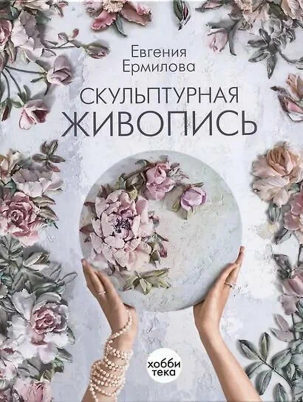 Евгения
Ермилова
СКУЛЬПТУРНАЯ
ЖИВОПИСЬ
хобби
тека